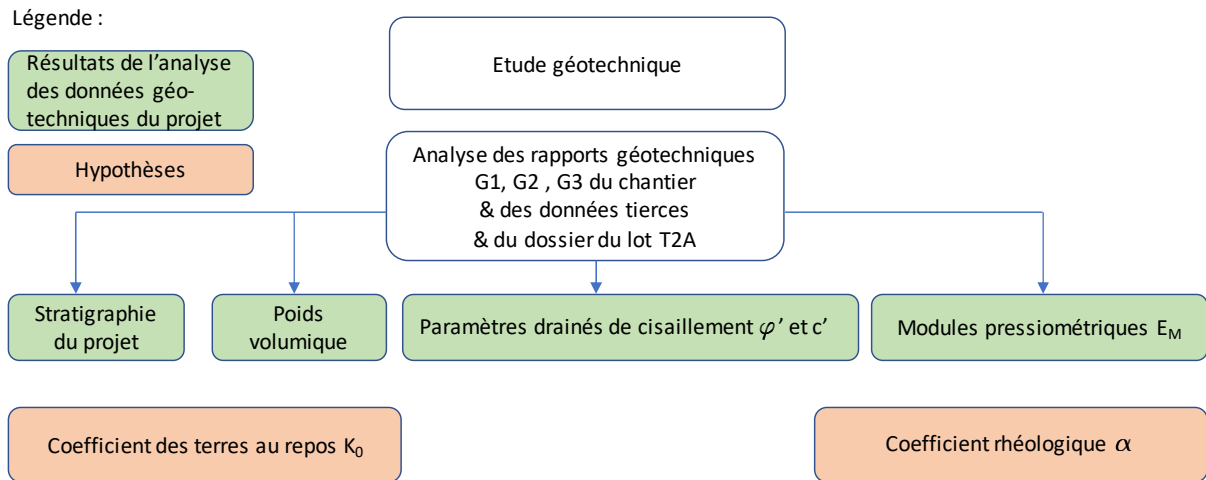 Légende :
Résultats de l'analyse
des données géo-
techniques du projet
Hypothèses
Etude géotechnique
Analyse des rapports géotechniques
G1, G2 , G3 du chantier
& des données tierces
& du dossier du lot T2A
Stratigraphie
du projet
Poids
volumique
Paramètres drainés de cisaillement φ' et c'
Modules pressiométriques E_M
Coefficient des terres au repos K₀
Coefficient rhéologique α